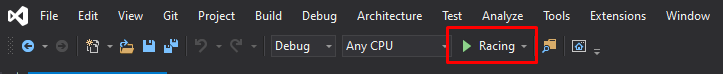 File Edit View Git Project Build Debug Architecture Test Analyze Tools Extensions Window
Debug Any CPU Racing